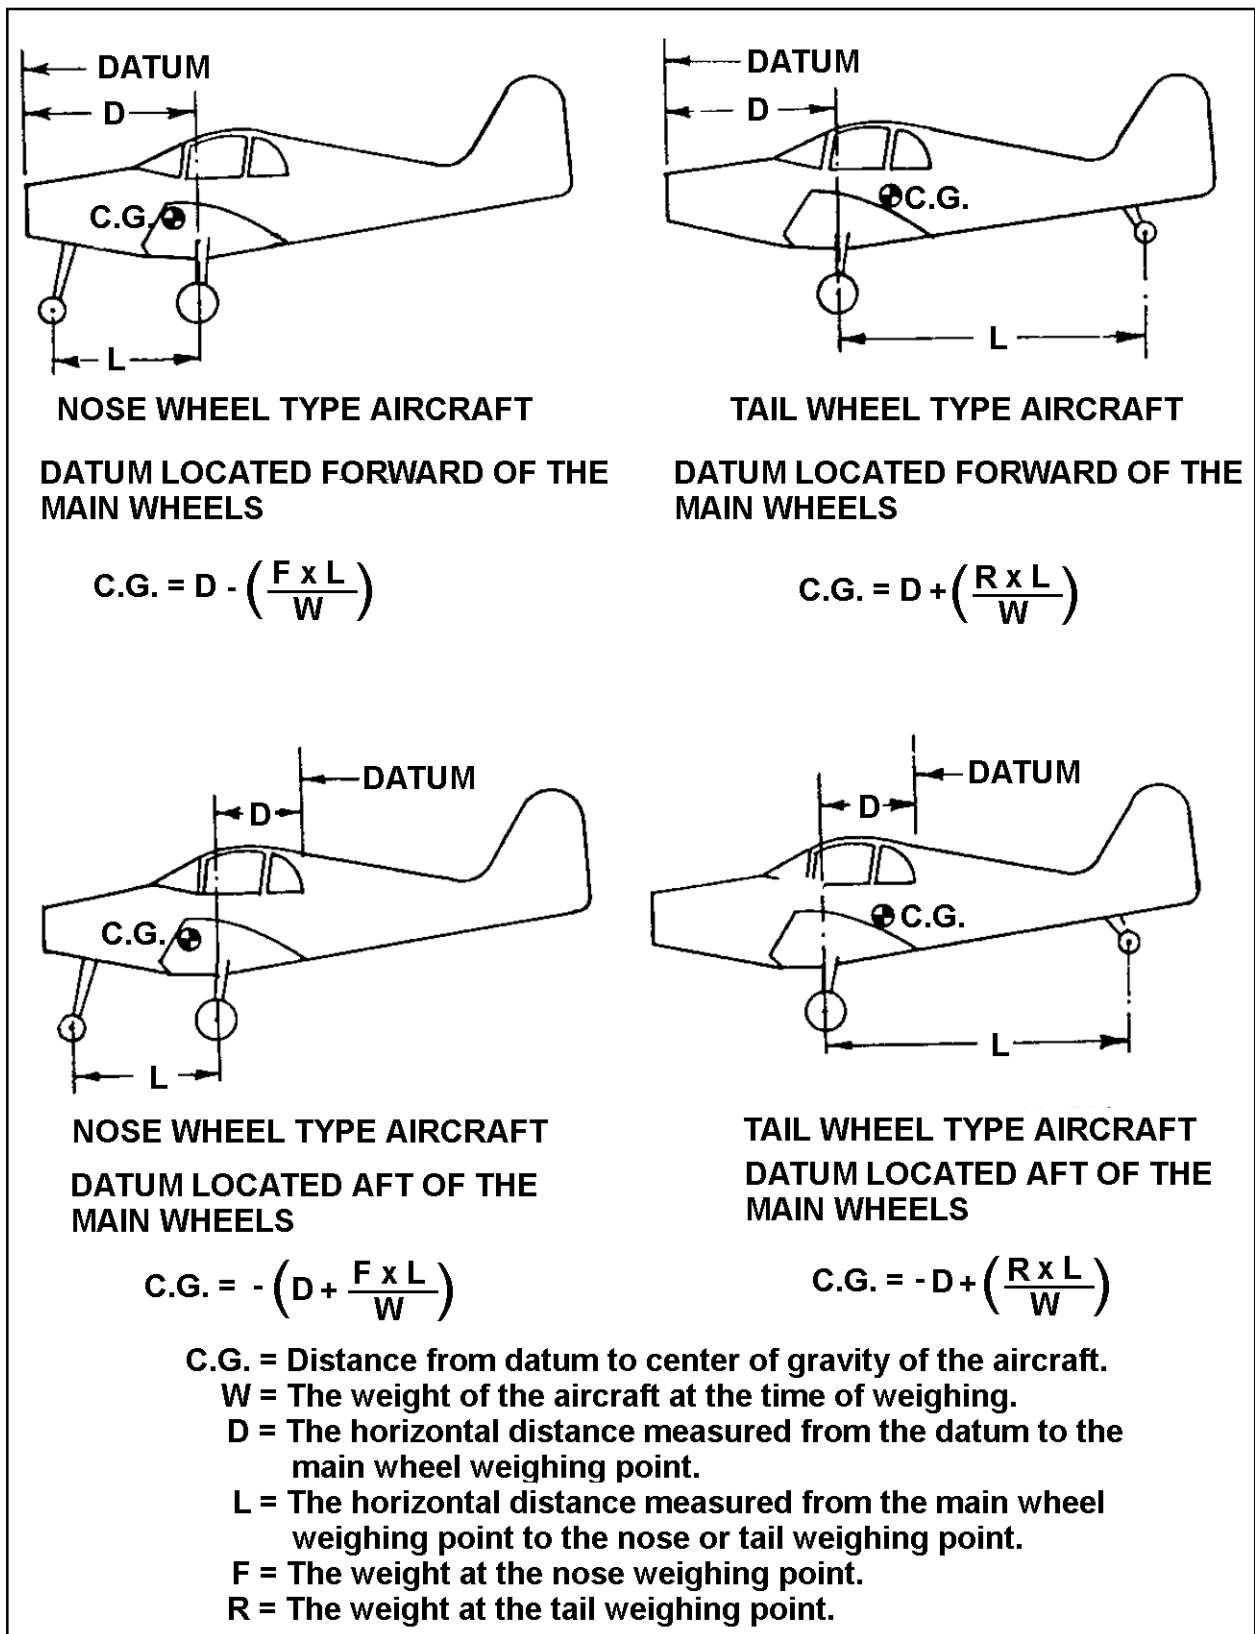 DATUM
D
C.G.
L
NOSE WHEEL TYPE AIRCRAFT
DATUM LOCATED FORWARD OF THE
MAIN WHEELS
C.G. = D - (F x L / W)
DATUM
D
C.G.
L
TAIL WHEEL TYPE AIRCRAFT
DATUM LOCATED FORWARD OF THE
MAIN WHEELS
C.G. = D + (R x L / W)
DATUM
D
C.G.
L
NOSE WHEEL TYPE AIRCRAFT
DATUM LOCATED AFT OF THE
MAIN WHEELS
C.G. = - (D + F x L / W)
DATUM
D
C.G.
L
TAIL WHEEL TYPE AIRCRAFT
DATUM LOCATED AFT OF THE
MAIN WHEELS
C.G. = - D + (R x L / W)
C.G. = Distance from datum to center of gravity of the aircraft.
W = The weight of the aircraft at the time of weighing.
D = The horizontal distance measured from the datum to the
main wheel weighing point.
L = The horizontal distance measured from the main wheel
weighing point to the nose or tail weighing point.
F = The weight at the nose weighing point.
R = The weight at the tail weighing point.